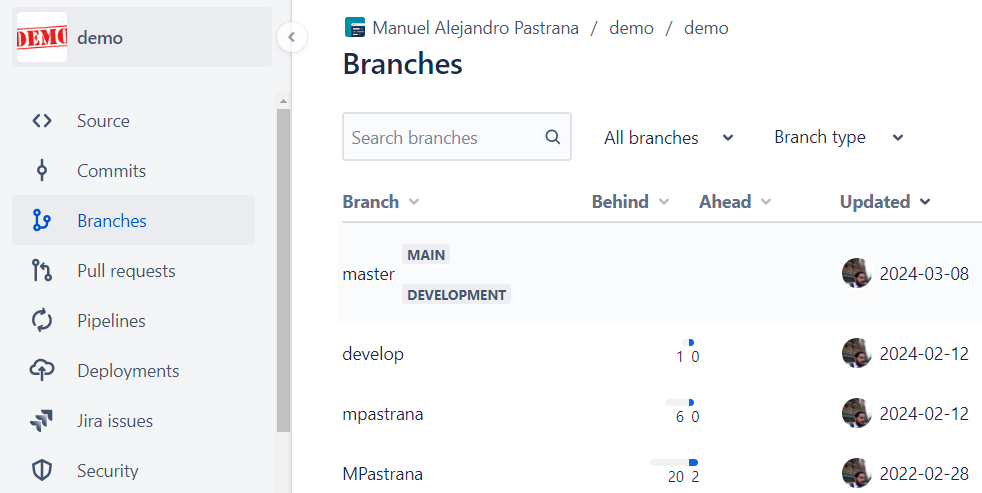 DEMO
demo
Source
Commits
Branches
Pull requests
Pipelines
Deployments
Jira issues
Security
Manuel Alejandro Pastrana / demo / demo
Branches
Search branches
All branches
Branch type
Branch Behind Ahead Updated
master MAIN DEVELOPMENT 2024-03-08
develop 1 0 2024-02-12
mpastrana 6 0 2024-02-12
MPastrana 20 2 2022-02-28